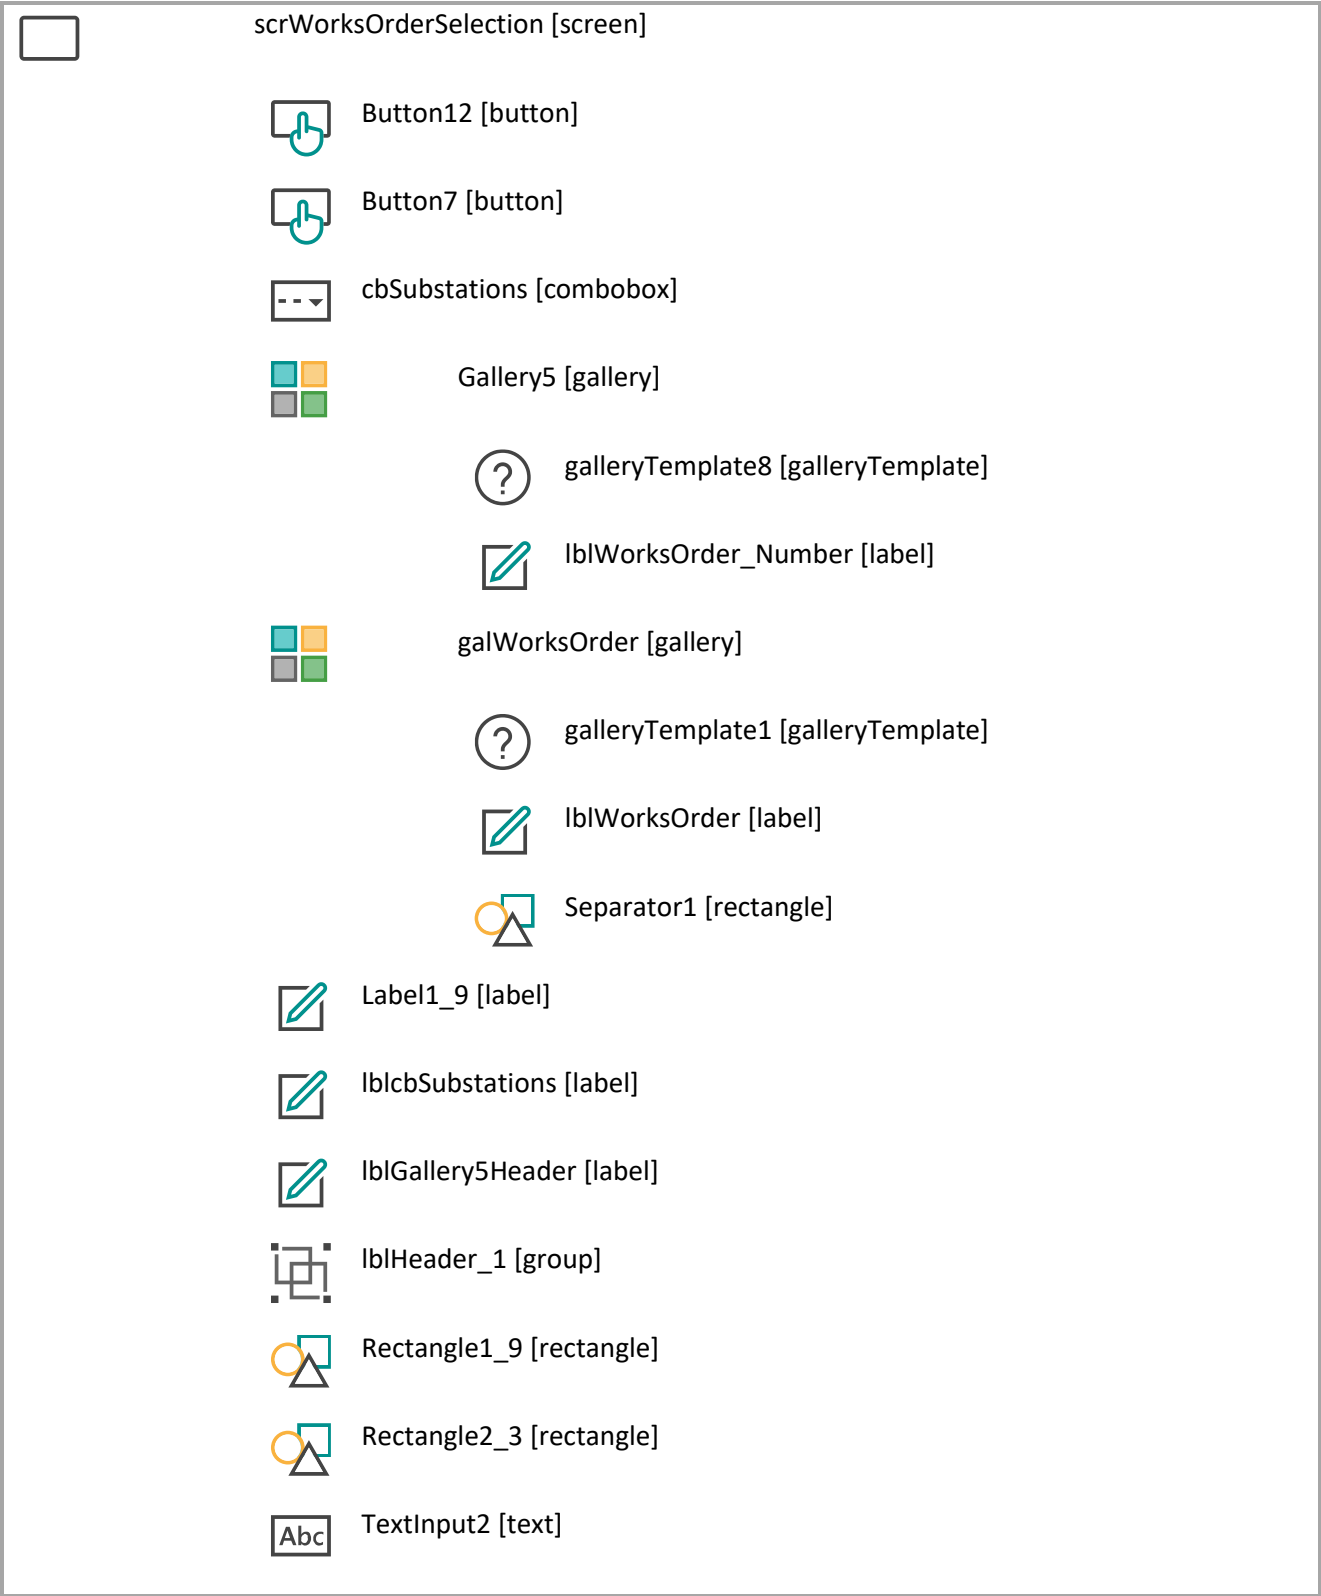 scrWorksOrderSelection [screen]
Button12 [button]
Button7 [button]
cbSubstations [combobox]
Gallery5 [gallery]
galleryTemplate8 [galleryTemplate]
lblWorksOrder_Number [label]
galWorksOrder [gallery]
galleryTemplate1 [galleryTemplate]
lblWorksOrder [label]
Separator1 [rectangle]
Label1_9 [label]
lblcbSubstations [label]
lblGallery5Header [label]
lblHeader_1 [group]
Rectangle1_9 [rectangle]
Rectangle2_3 [rectangle]
Abc TextInput2 [text]